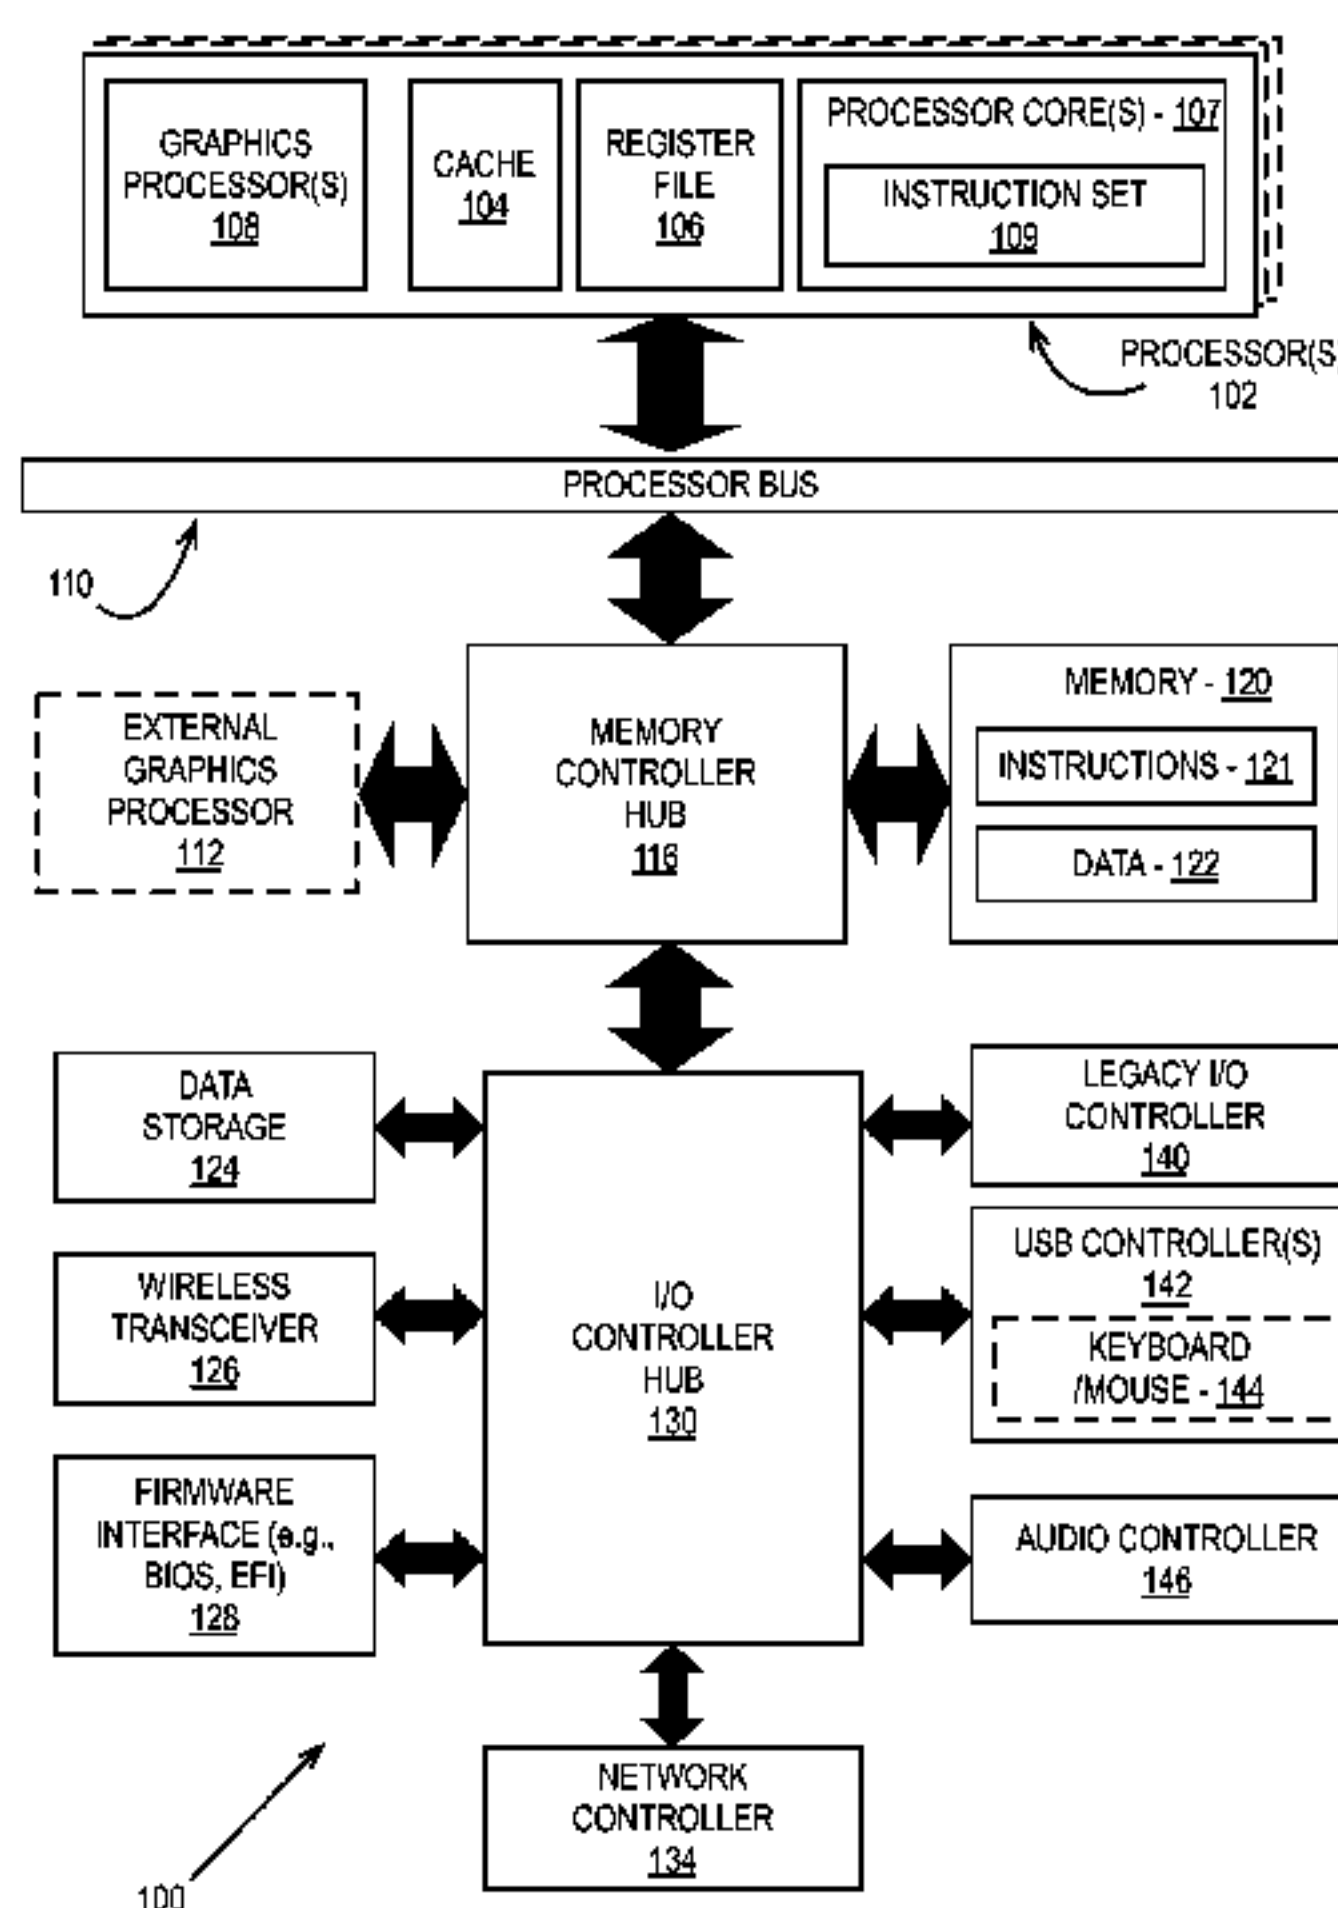 GRAPHICS
PROCESSOR(S)
108
CACHE
104
REGISTER
FILE
106
PROCESSOR CORE(S) - 107
INSTRUCTION SET
109
PROCESSOR(S)
102
PROCESSOR BUS
110
EXTERNAL
GRAPHICS
PROCESSOR
112
MEMORY
CONTROLLER
HUB
116
MEMORY - 120
INSTRUCTIONS - 121
DATA - 122
DATA
STORAGE
124
WIRELESS
TRANSCEIVER
126
FIRMWARE
INTERFACE (e.g.,
BIOS, EFI)
128
I/O
CONTROLLER
HUB
130
LEGACY I/O
CONTROLLER
140
USB CONTROLLER(S)
142
KEYBOARD
/MOUSE - 144
AUDIO CONTROLLER
146
NETWORK
CONTROLLER
134
100